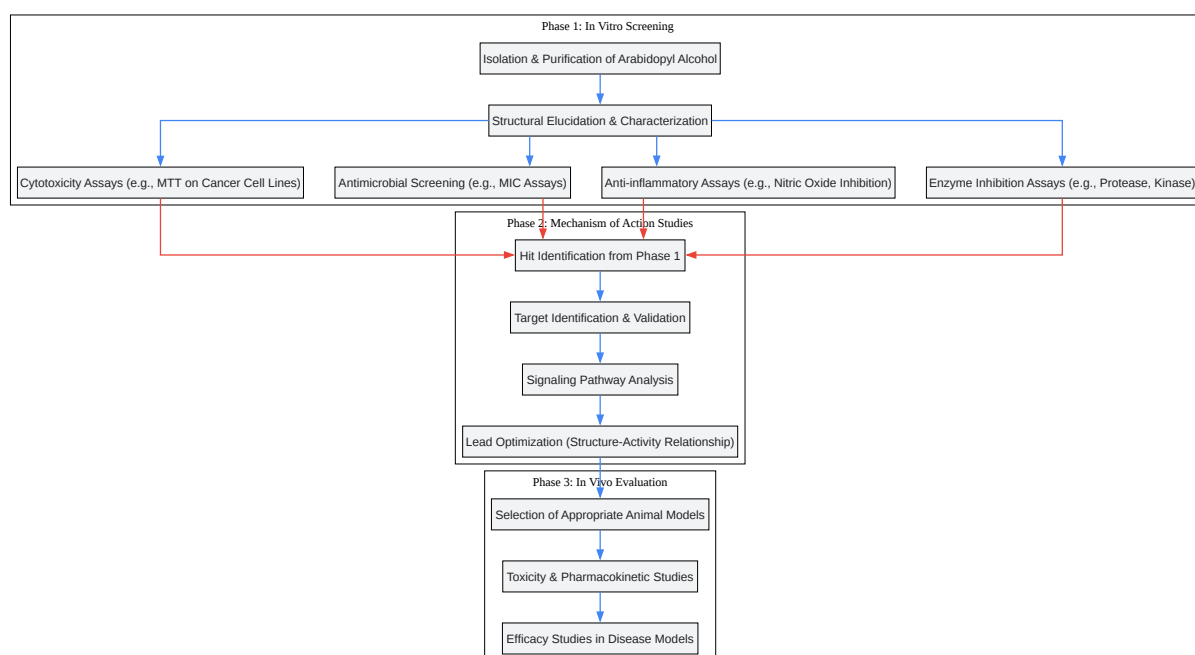 Phase 1: In Vitro Screening
Isolation & Purification of Arabidopyl Alcohol
Structural Elucidation & Characterization
Cytotoxicity Assays (e.g., MTT on Cancer Cell Lines)
Antimicrobial Screening (e.g., MIC Assays)
Anti-inflammatory Assays (e.g., Nitric Oxide Inhibition)
Enzyme Inhibition Assays (e.g., Protease, Kinase)
Phase 2: Mechanism of Action Studies
Hit Identification from Phase 1
Target Identification & Validation
Signaling Pathway Analysis
Lead Optimization (Structure-Activity Relationship)
Phase 3: In Vivo Evaluation
Selection of Appropriate Animal Models
Toxicity & Pharmacokinetic Studies
Efficacy Studies in Disease Models